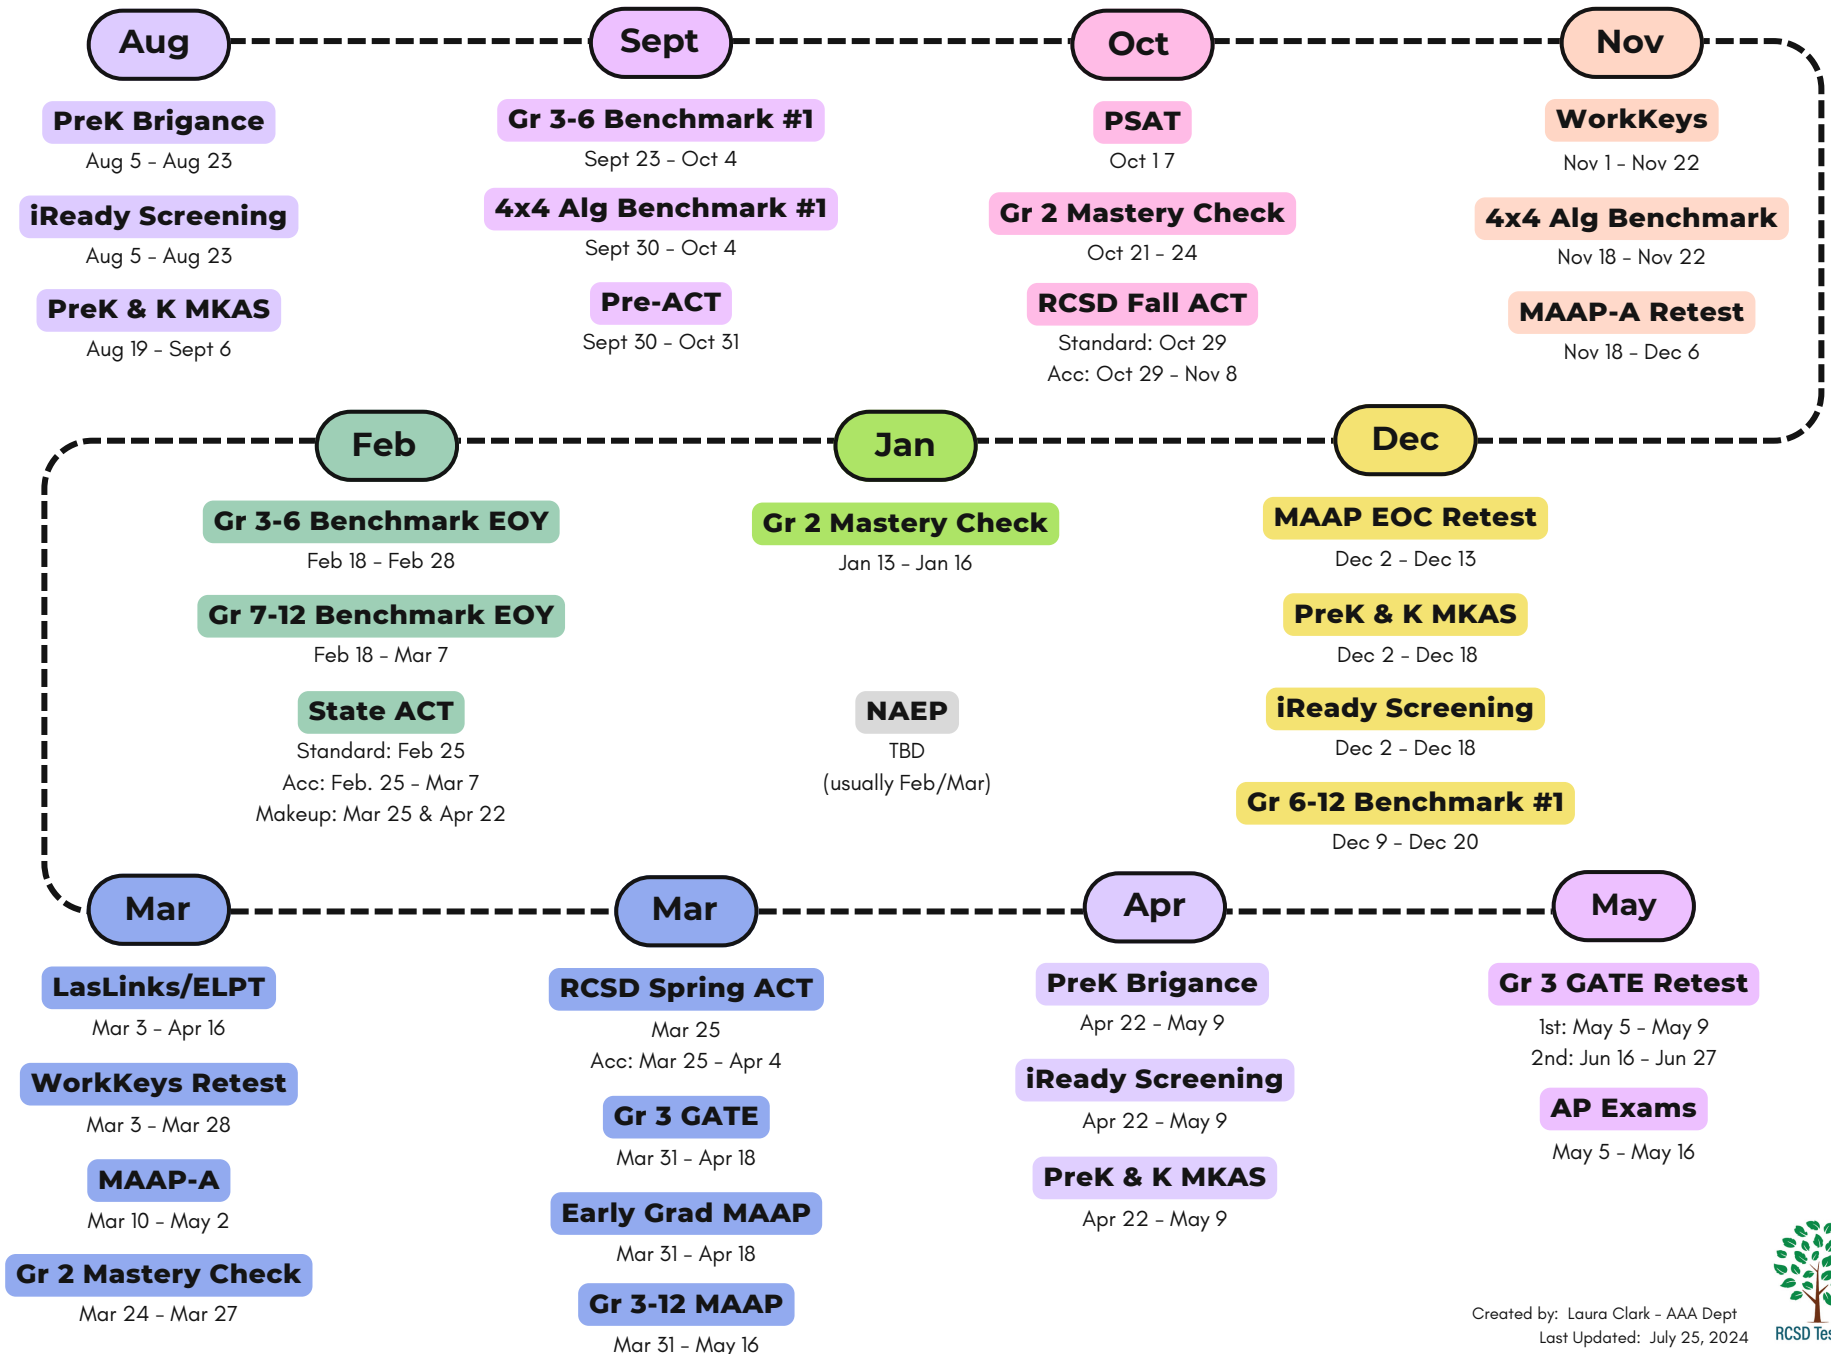 Aug
PreK Brigance
Aug 5 - Aug 23
iReady Screening
Aug 5 - Aug 23
PreK & K MKAS
Aug 19 - Sept 6
Sept
Gr 3-6 Benchmark #1
Sept 23 - Oct 4
4x4 Alg Benchmark #1
Sept 30 - Oct 4
Pre-ACT
Sept 30 - Oct 31
Oct
PSAT
Oct 17
Gr 2 Mastery Check
Oct 21 - 24
RCSD Fall ACT
Standard: Oct 29
Acc: Oct 29 - Nov 8
Nov
WorkKeys
Nov 1 - Nov 22
4x4 Alg Benchmark
Nov 18 - Nov 22
MAAP-A Retest
Nov 18 - Dec 6
Dec
MAAP EOC Retest
Dec 2 - Dec 13
PreK & K MKAS
Dec 2 - Dec 18
iReady Screening
Dec 2 - Dec 18
Gr 6-12 Benchmark #1
Dec 9 - Dec 20
Jan
Gr 2 Mastery Check
Jan 13 - Jan 16
NAEP
TBD
(usually Feb/Mar)
Feb
Gr 3-6 Benchmark EOY
Feb 18 - Feb 28
Gr 7-12 Benchmark EOY
Feb 18 - Mar 7
State ACT
Standard: Feb 25
Acc: Feb. 25 - Mar 7
Makeup: Mar 25 & Apr 22
Mar
LasLinks/ELPT
Mar 3 - Apr 16
WorkKeys Retest
Mar 3 - Mar 28
MAAP-A
Mar 10 - May 2
Gr 2 Mastery Check
Mar 24 - Mar 27
Mar
RCSD Spring ACT
Mar 25
Acc: Mar 25 - Apr 4
Gr 3 GATE
Mar 31 - Apr 18
Early Grad MAAP
Mar 31 - Apr 18
Gr 3-12 MAAP
Mar 31 - May 16
Apr
PreK Brigance
Apr 22 - May 9
iReady Screening
Apr 22 - May 9
PreK & K MKAS
Apr 22 - May 9
May
Gr 3 GATE Retest
1st: May 5 - May 9
2nd: Jun 16 - Jun 27
AP Exams
May 5 - May 16
Created by: Laura Clark - AAA Dept
Last Updated: July 25, 2024
RCSD